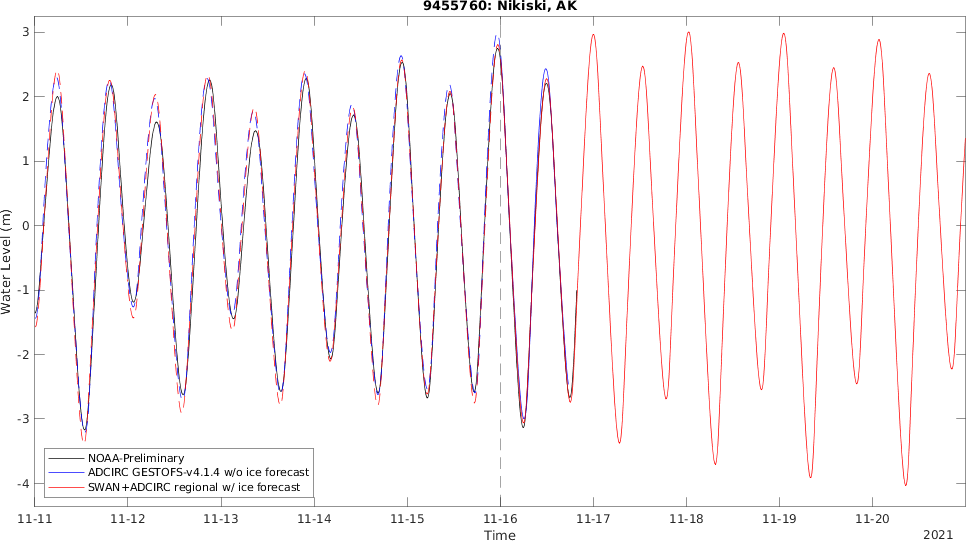 9455760: Nikiski, AK
Water Level (m)
3
2
1
0
-1
-2
-3
-4
NOAA-Preliminary
ADCIRC GESTOFS-v4.1.4 w/o ice forecast
SWAN+ADCIRC regional w/ ice forecast
11-11 11-12 11-13 11-14 11-15 11-16 11-17 11-18 11-19 11-20
Time
2021